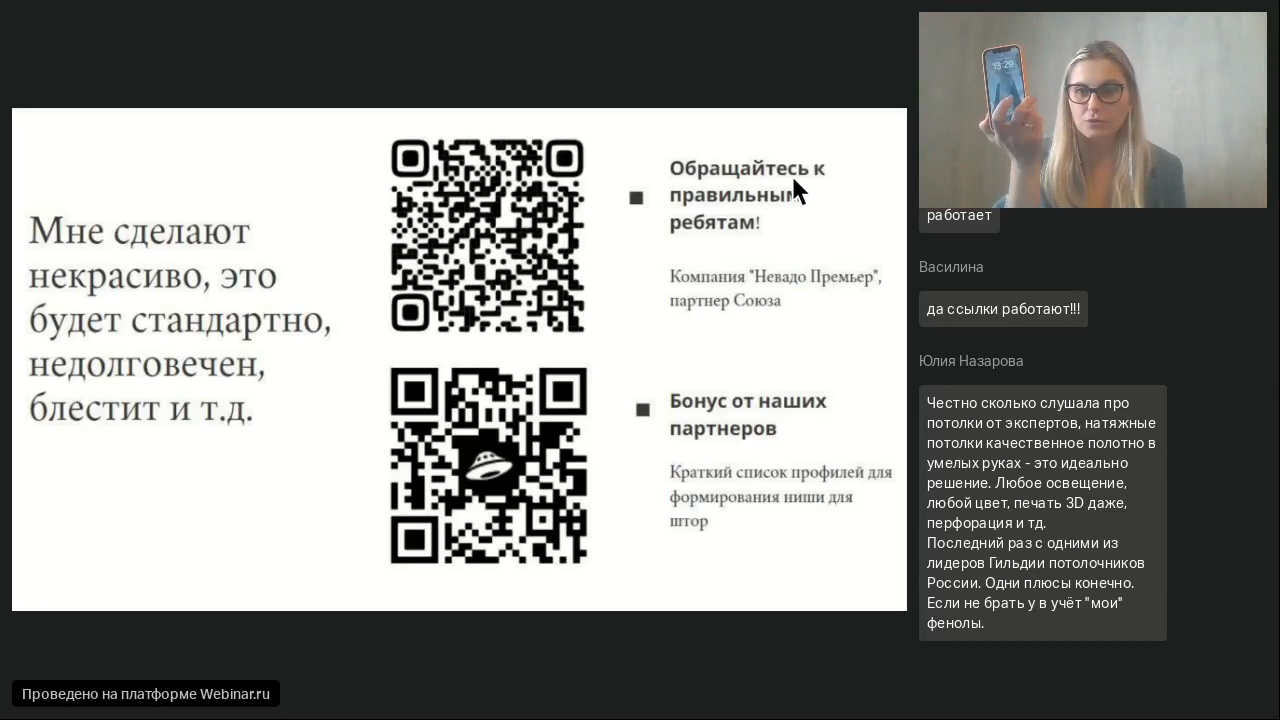 Мне сделают
некрасиво, это
будет стандартно,
недолговечен,
блестит и т.д.
Обращайтесь к
правильным
ребятам!
Компания "Невадо Премьер",
партнер Союза
Бонус от наших
партнеров
Краткий список профилей для
формирования ниши для
штор
13:29
работает
Василина
да ссылки работают!!!
Юлия Назарова
Честно сколько слушала про
потолки от экспертов, натяжные
потолки качественное полотно в
умелых руках - это идеально
решение. Любое освещение,
любой цвет, печать 3D даже,
перфорация и тд.
Последний раз с одними из
лидеров Гильдии потолочников
России. Одни плюсы конечно.
Если не брать у в учёт "мои"
фенолы.
Проведено на платформе Webinar.ru